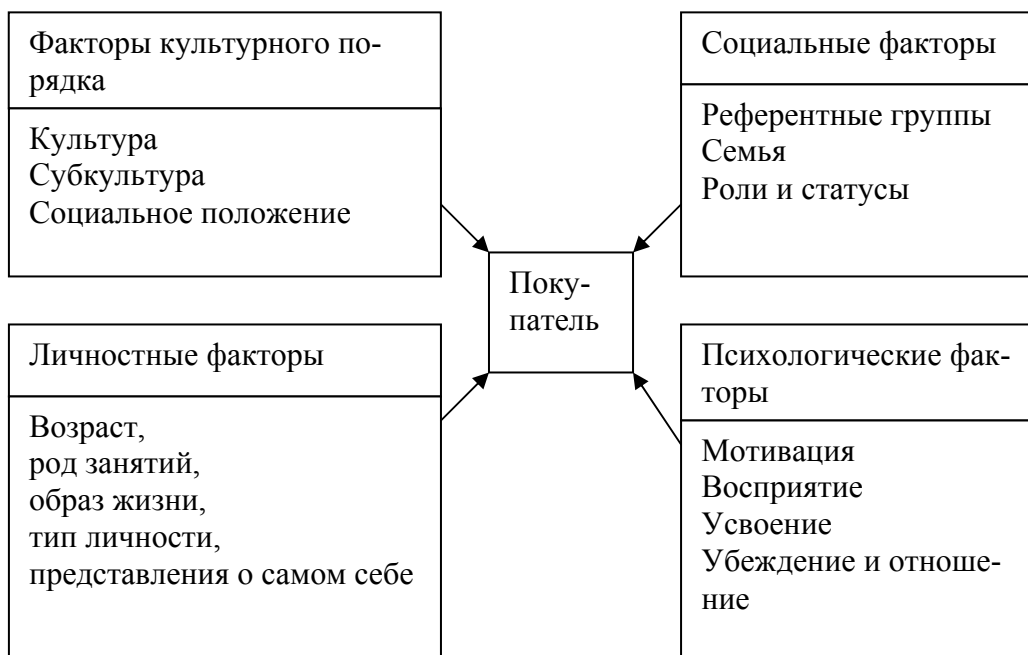 Факторы культурного по-
рядка
Культура
Субкультура
Социальное положение
Социальные факторы
Референтные группы
Семья
Роли и статусы
Поку-
патель
Личностные факторы
Возраст,
род занятий,
образ жизни,
тип личности,
представления о самом себе
Психологические фак-
торы
Мотивация
Восприятие
Усвоение
Убеждение и отноше-
ние